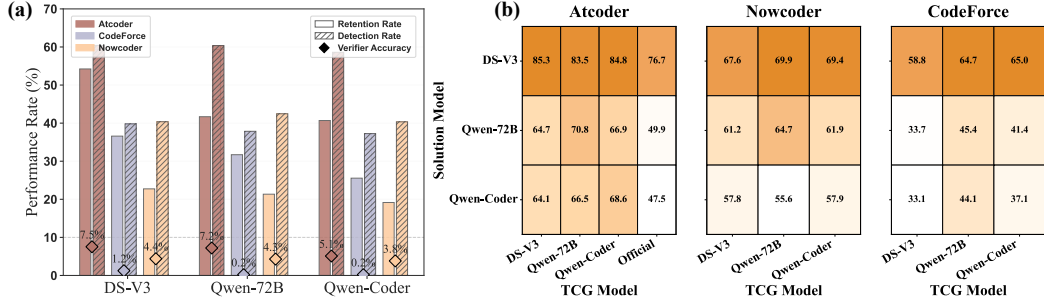 (a)
Performance Rate (%)
70
60
50
40
30
20
10
0
Atcoder
CodeForce
Nowcoder
Retention Rate
Detection Rate
Verifier Accuracy
7.5%
1.2%
4.4%
7.2%
0.2%
4.3%
5.1%
0.2%
3.8%
DS-V3 Qwen-72B Qwen-Coder
(b)
Atcoder Nowcoder CodeForce
Solution Model
DS-V3 85.3 83.5 84.8 76.7 67.6 69.9 69.4 58.8 64.7 65.0
Qwen-72B 64.7 70.8 66.9 49.9 61.2 64.7 61.9 33.7 45.4 41.4
Qwen-Coder 64.1 66.5 68.6 47.5 57.8 55.6 57.9 33.1 44.1 37.1
DS-V3 Qwen-72B Qwen-Coder Official DS-V3 Qwen-72B Qwen-Coder DS-V3 Qwen-72B Qwen-Coder
TCG Model TCG Model TCG Model